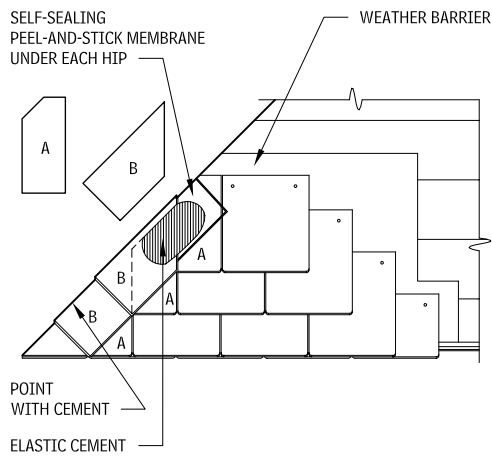 SELF-SEALING
PEEL-AND-STICK MEMBRANE
UNDER EACH HIP
WEATHER BARRIER
A
B
A
B
A
B
A
POINT
WITH CEMENT
ELASTIC CEMENT